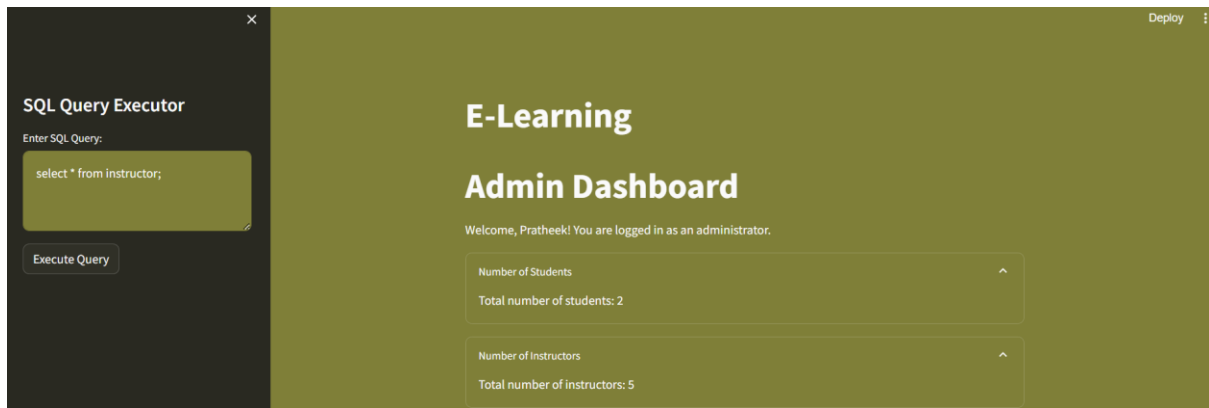 Deploy
SQL Query Executor
Enter SQL Query:
select * from instructor;
Execute Query
E-Learning
Admin Dashboard
Welcome, Pratheek! You are logged in as an administrator.
Number of Students
Total number of students: 2
Number of Instructors
Total number of instructors: 5